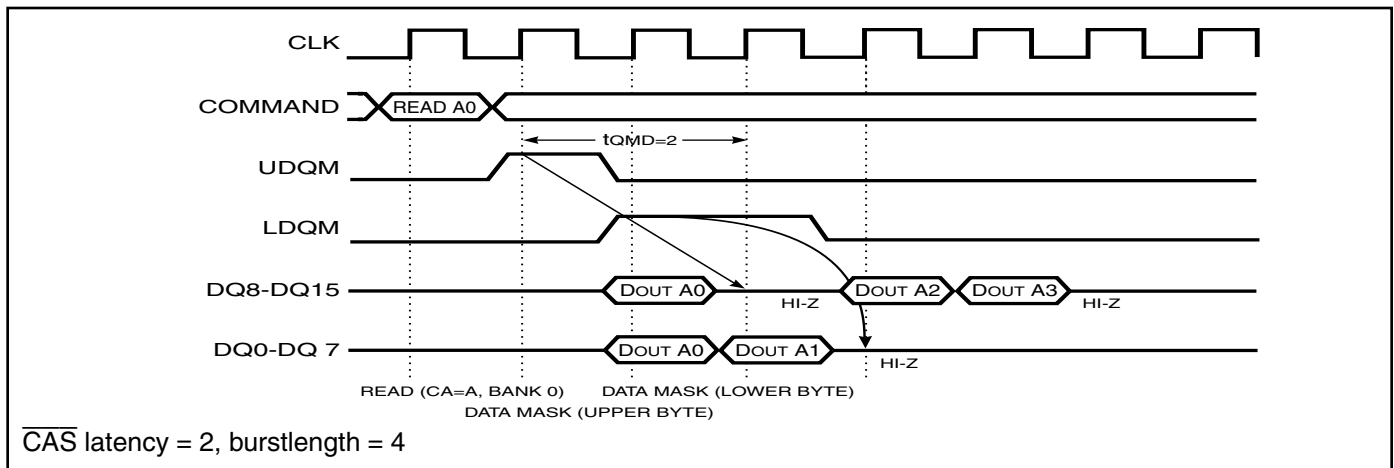 CLK
COMMAND READ A0
tQMD=2
UDQM
LDQM
DQ8-DQ15 DOUT A0 HI-Z DOUT A2 DOUT A3 HI-Z
DQ0-DQ 7 DOUT A0 DOUT A1 HI-Z
READ (CA=A, BANK 0) DATA MASK (LOWER BYTE)
DATA MASK (UPPER BYTE)
CAS latency = 2, burstlength = 4